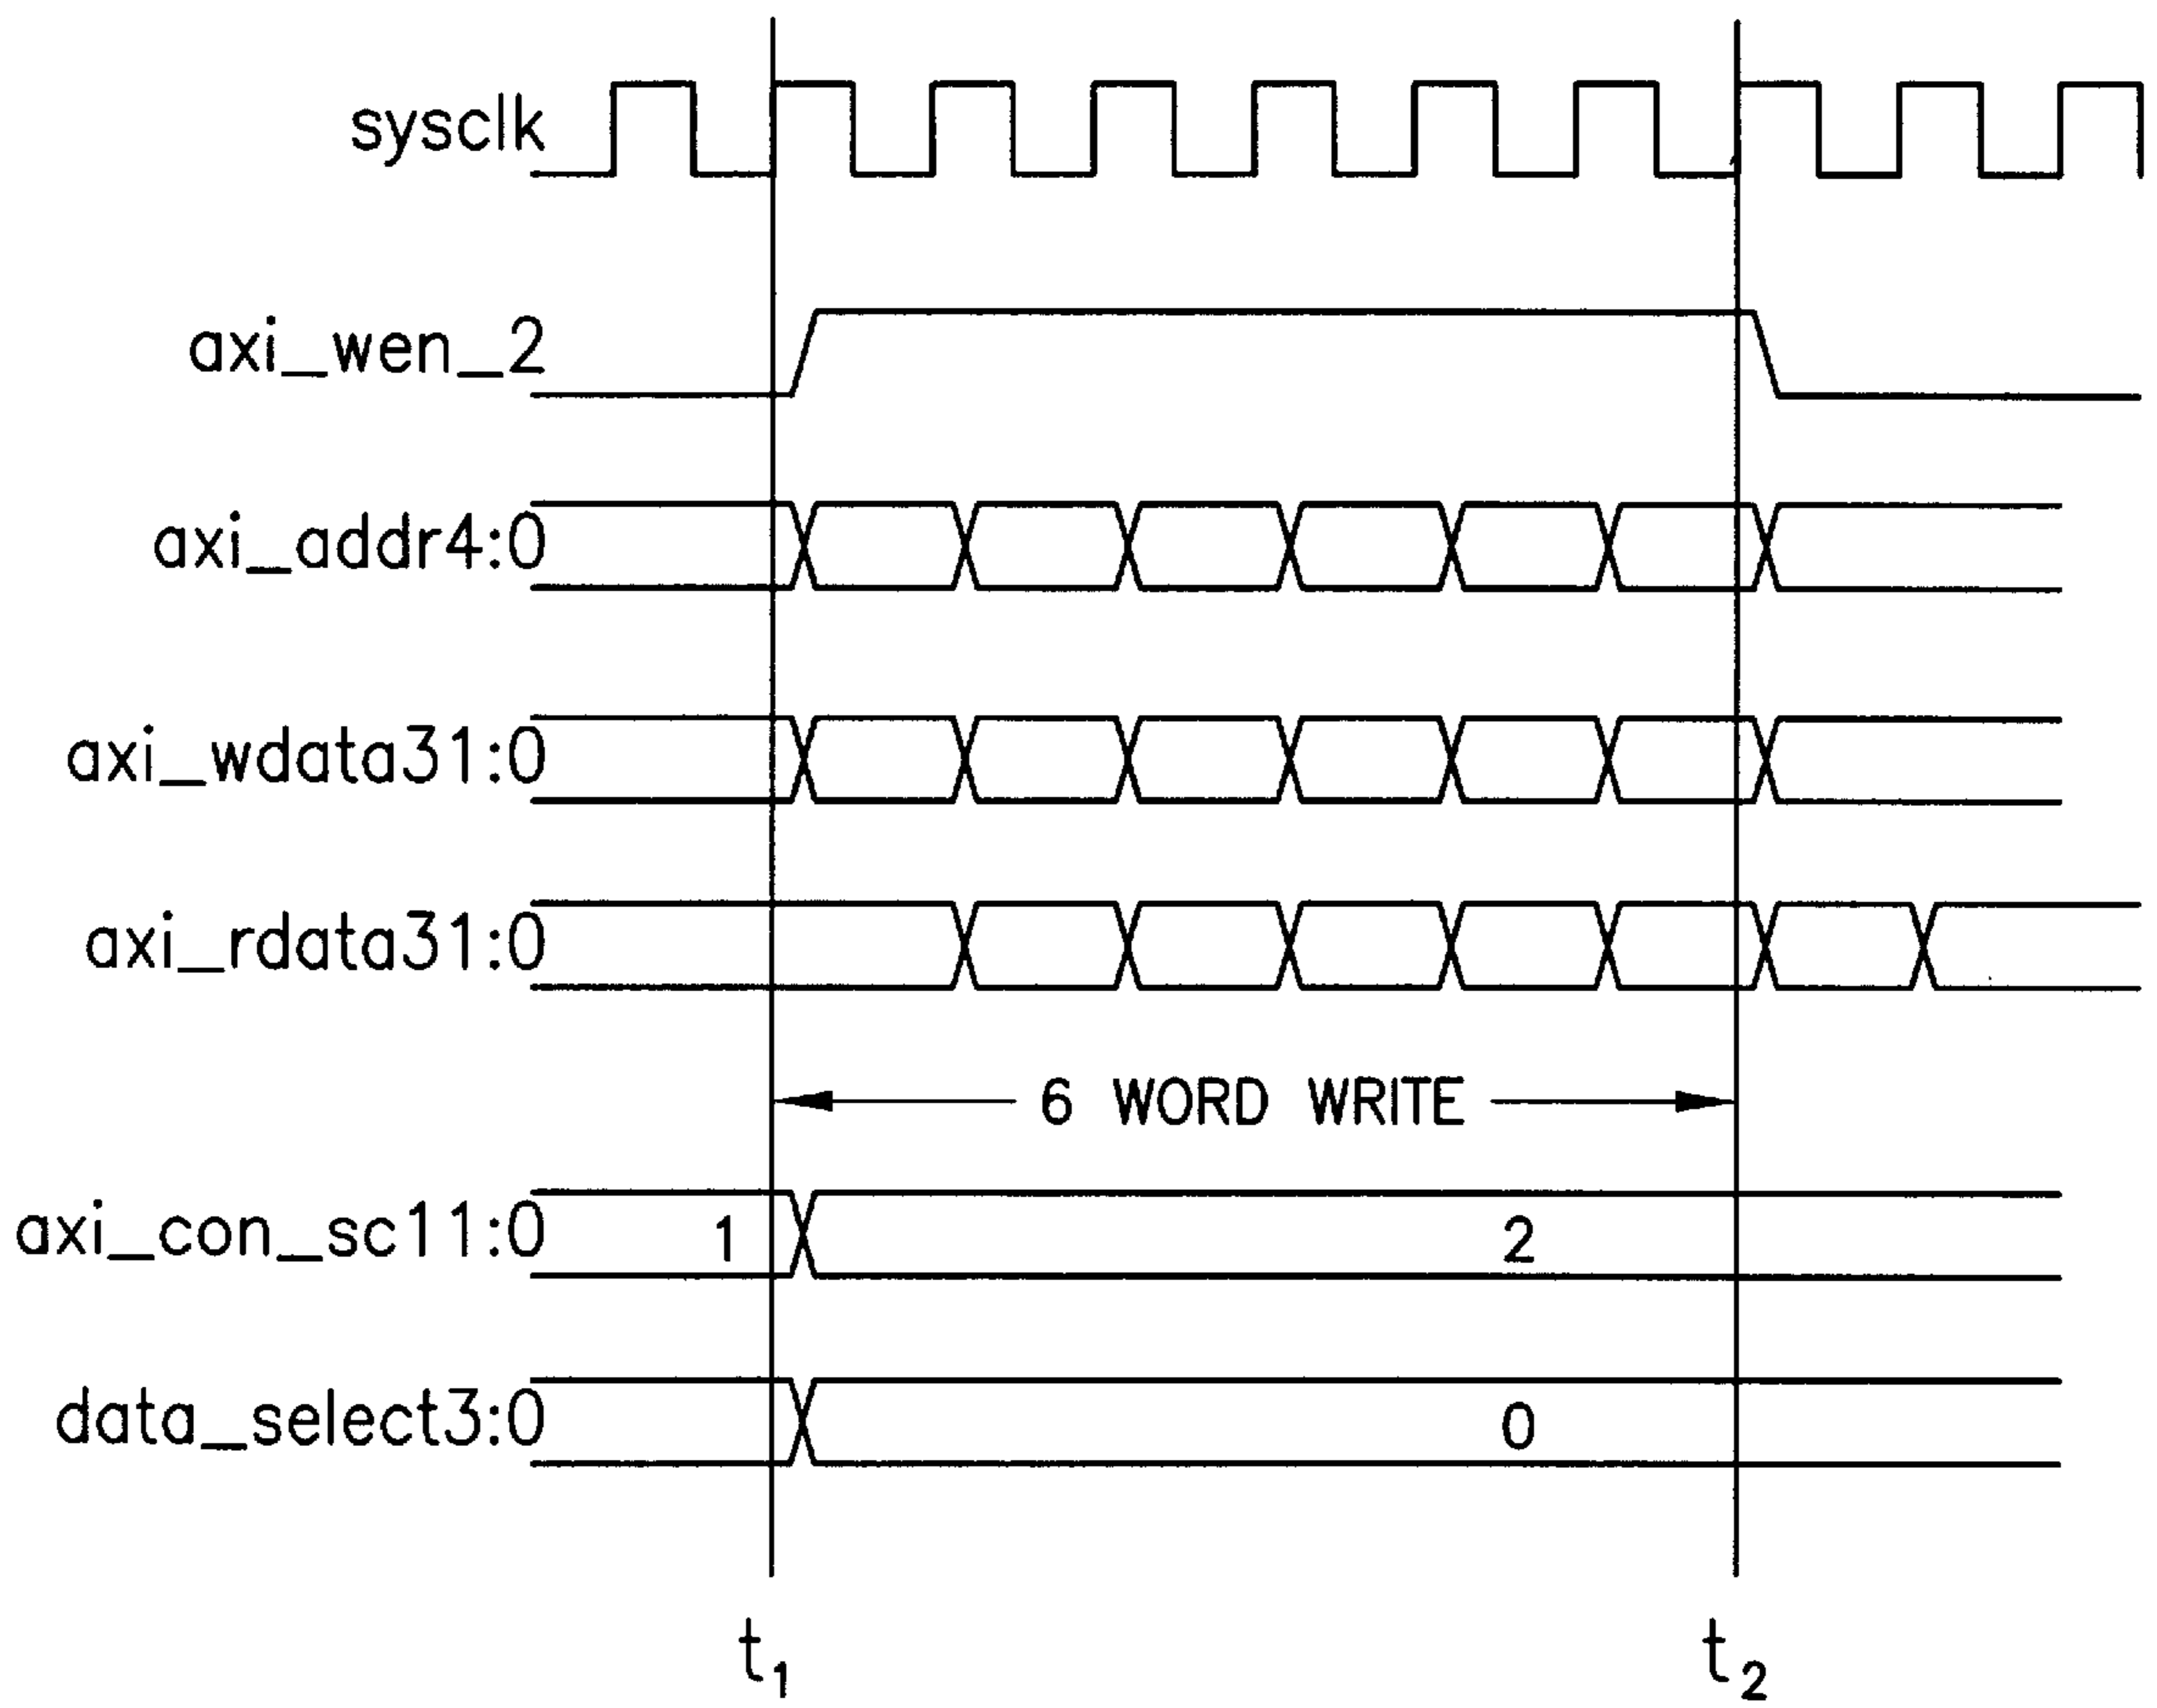 sysclk
axi_wen_2
axi_addr4:0
axi_wdata31:0
axi_rdata31:0
6 WORD WRITE
axi_con_sc11:0 1 2
data_select3:0 0
t1 t2